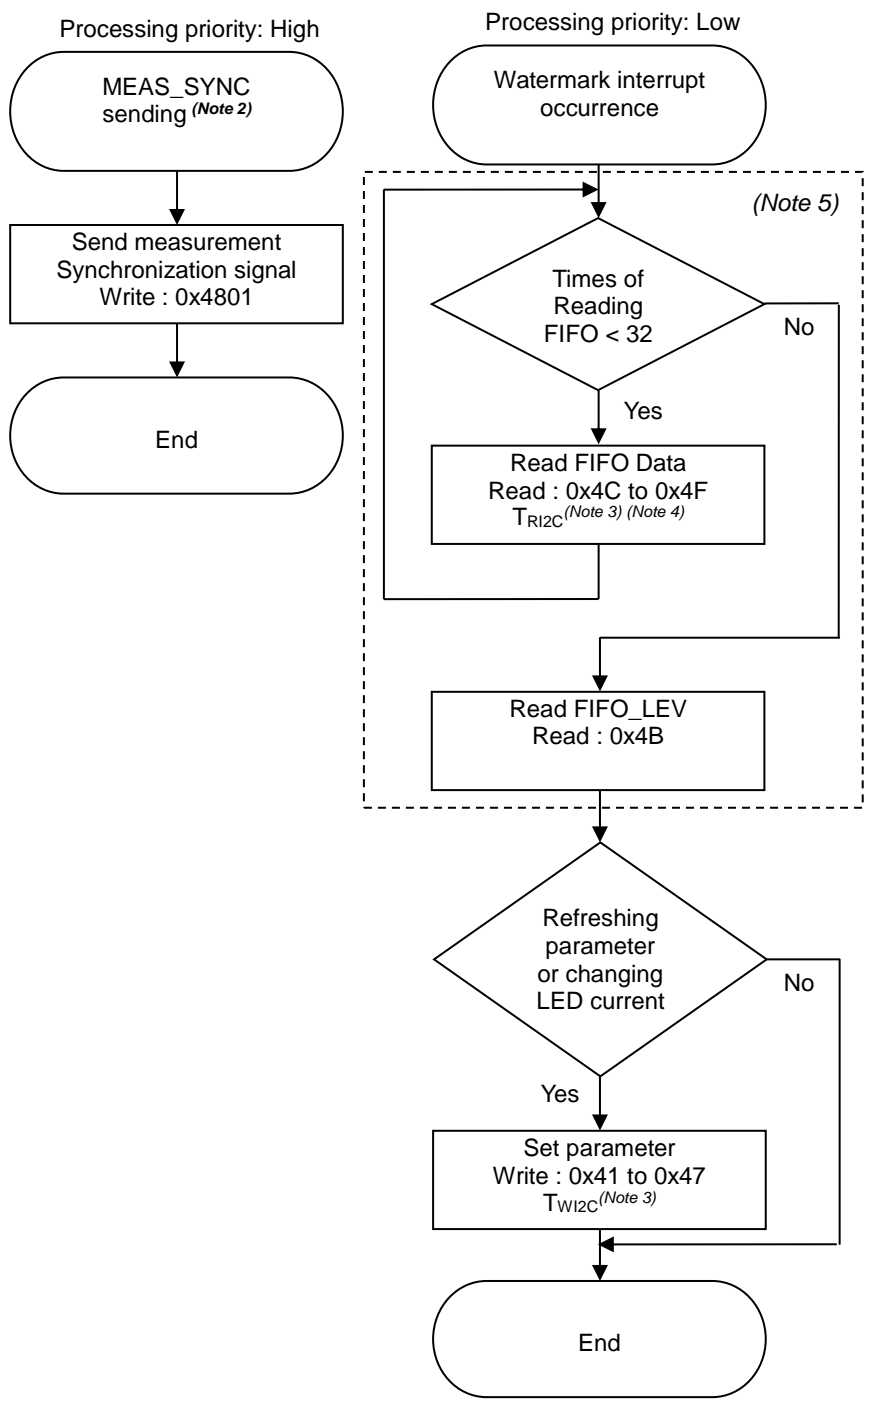 Processing priority: High
MEAS_SYNC
sending (Note 2)
Send measurement
Synchronization signal
Write : 0x4801
End
Processing priority: Low
Watermark interrupt
occurrence
(Note 5)
Times of
Reading
FIFO < 32
No
Yes
Read FIFO Data
Read : 0x4C to 0x4F
TRI2C(Note 3) (Note 4)
Read FIFO_LEV
Read : 0x4B
Refreshing
parameter
or changing
LED current
No
Yes
Set parameter
Write : 0x41 to 0x47
TWI2C(Note 3)
End